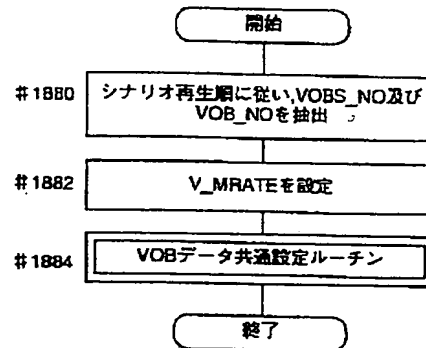 開始
#1880
シナリオ再生順に従い,VOBS_NO及び
VOB_NOを抽出
#1882
V_MRATEを設定
#1884
VOBデータ共通設定ルーチン
終了